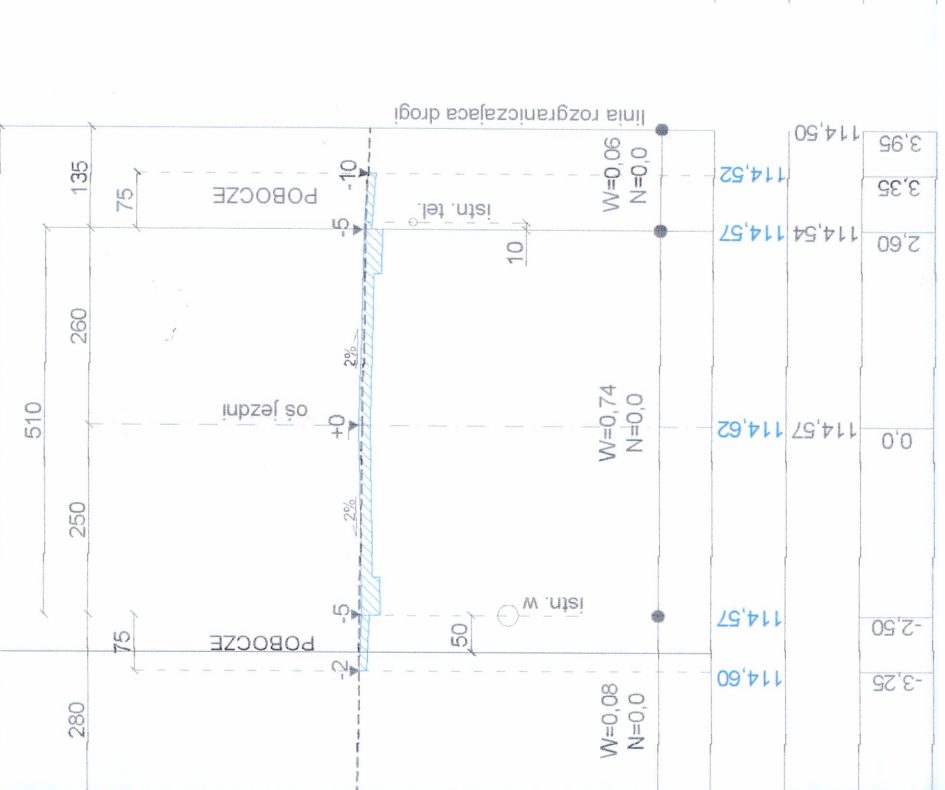 linia rozgraniczajaca drogi
135
75
POBOCZE
-10
istn. tel.
-5
10
W=0,06
N=0,0
114,52
114,50
3,95
3,35
114,57
114,54
2,60
260
2%
510
oś jezdni
+0
W=0,74
N=0,0
114,62
114,57
0,0
250
2%
-5
istn. w
114,57
-2,50
75
POBOCZE
50
-2
114,60
-3,25
280
W=0,08
N=0,0